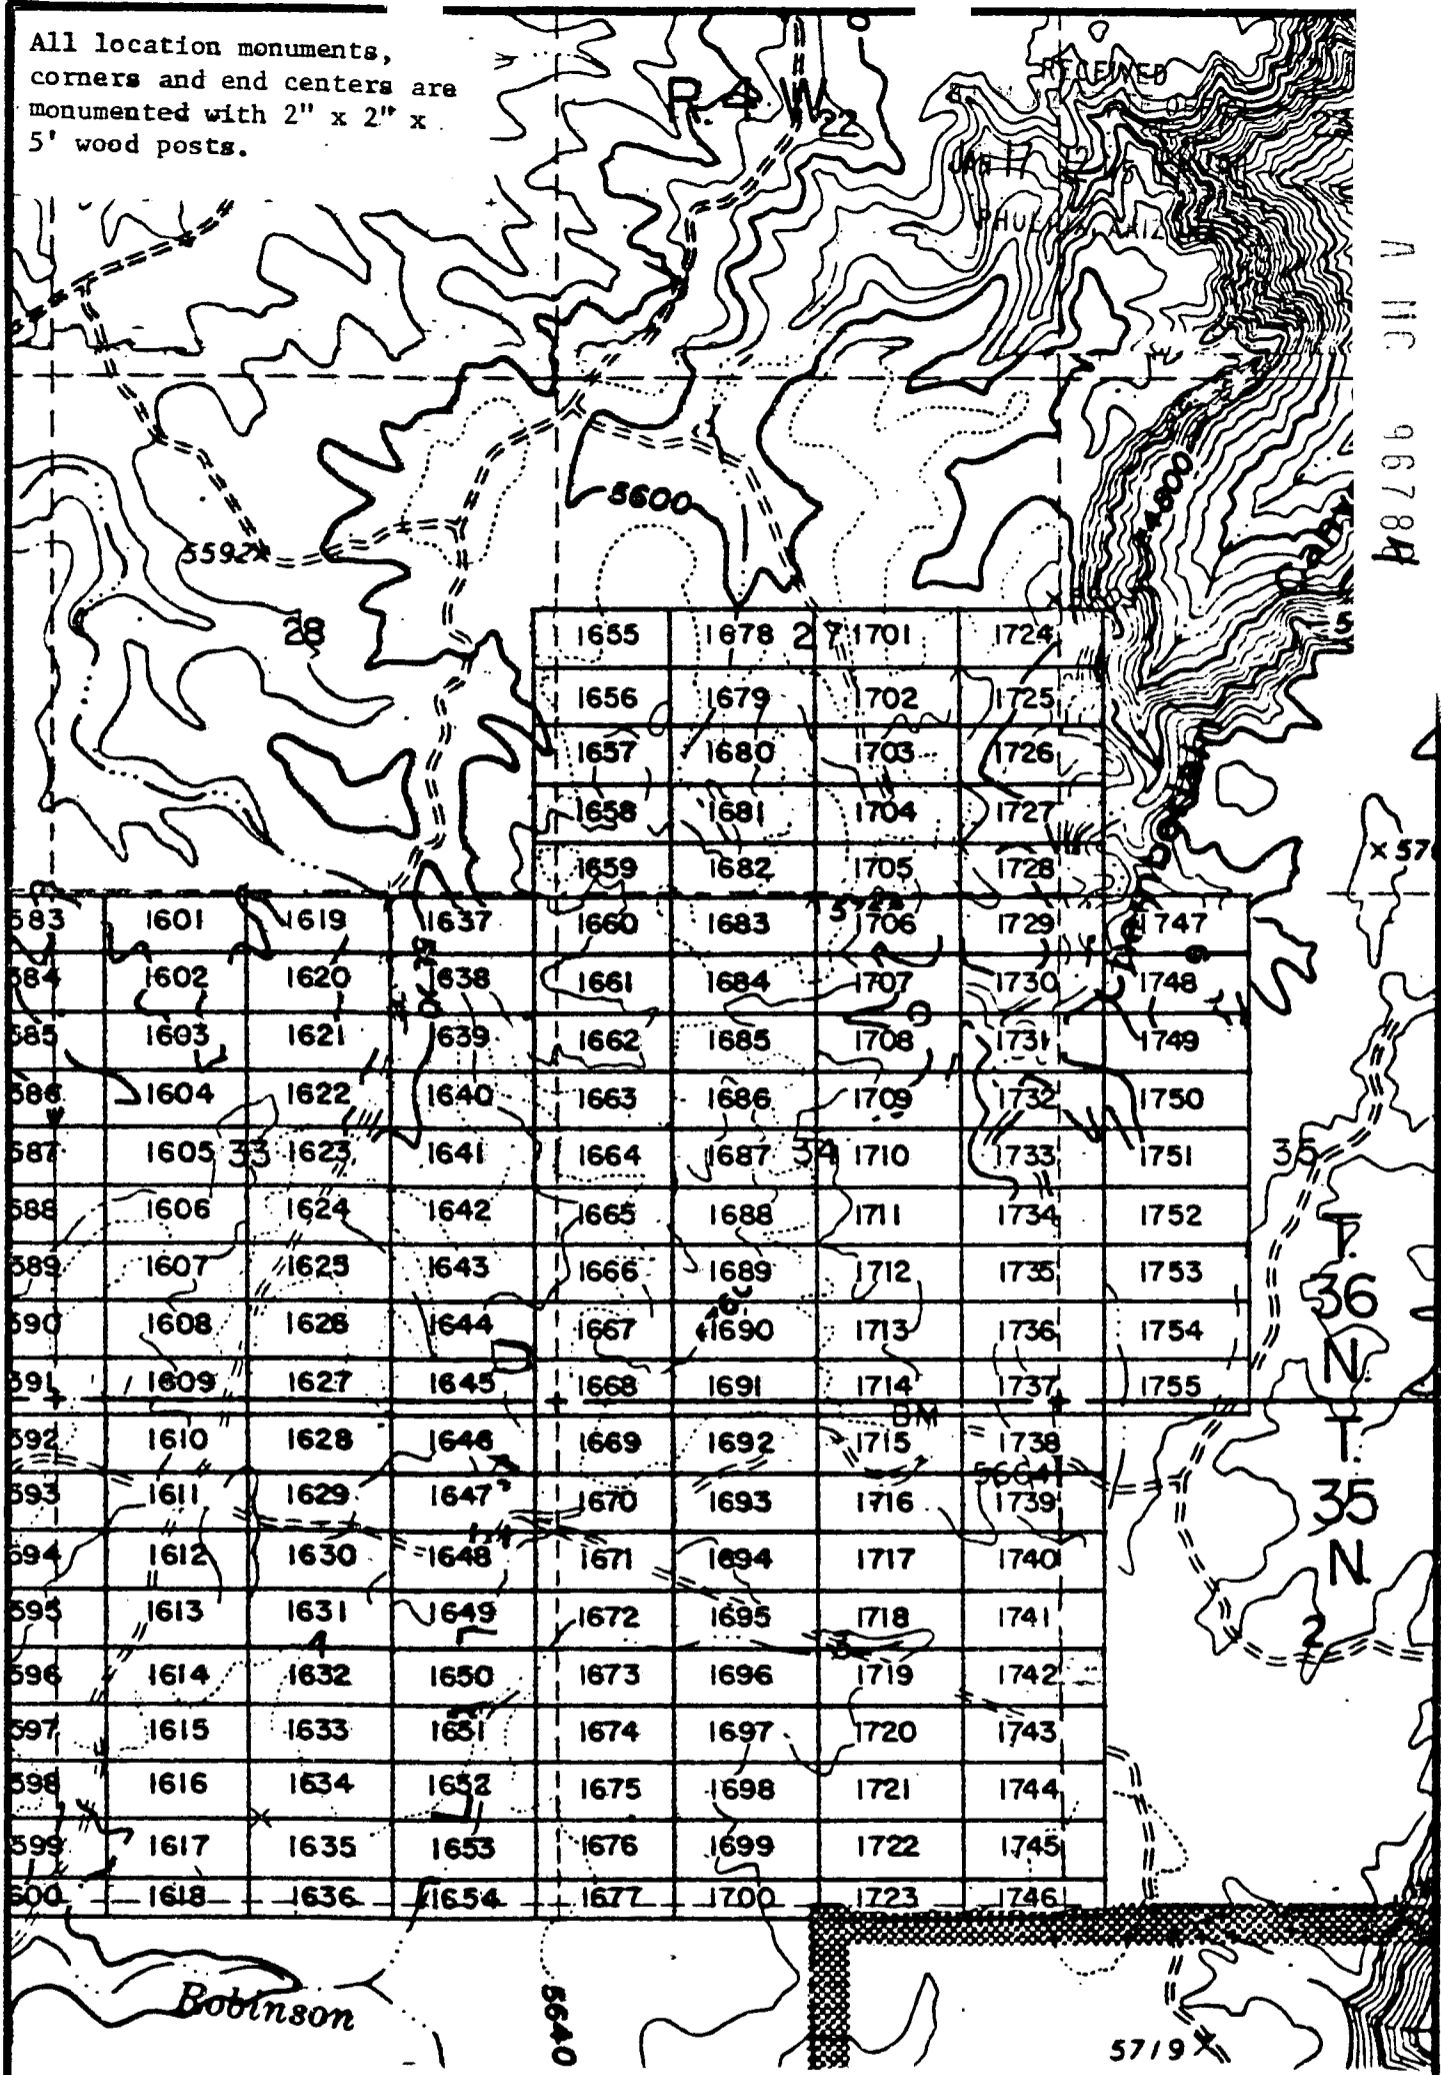 All location monuments,
corners and end centers are
monumented with 2" x 2" x
5' wood posts.
R. 4 W.
22
RECEIVED
JAN 17
A MC 96784
5600
4800
5592×
28
1655 1678 27 1701 1724
1656 1679 1702 1725
1657 1680 1703 1726
1658 1681 1704 1727
1659 1682 1705 1728
× 57
583 1601 1619 1637 1660 1683 1706 1729 1747
584 1602 1620 1638 1661 1684 1707 1730 1748
585 1603 1621 1639 1662 1685 1708 1731 1749
586 1604 1622 1640 1663 1686 1709 1732 1750
587 1605 33 1623 1641 1664 1687 34 1710 1733 1751 35
588 1606 1624 1642 1665 1688 1711 1734 1752
589 1607 1625 1643 1666 1689 1712 1735 1753
590 1608 1626 1644 1667 1690 1713 1736 1754
591 1609 1627 1645 1668 1691 1714 1737 1755
T.
36
N.
BM
592 1610 1628 1646 1669 1692 1715 1738
5664
593 1611 1629 1647 1670 1693 1716 1739
594 1612 1630 1648 1671 1694 1717 1740
T.
35
N.
595 1613 1631 1649 1672 1695 1718 1741
4 3 2
596 1614 1632 1650 1673 1696 1719 1742
597 1615 1633 1651 1674 1697 1720 1743
598 1616 1634 1652 1675 1698 1721 1744
599 1617 1635 1653 1676 1699 1722 1745
600 1618 1636 1654 1677 1700 1723 1746
Robinson
5640
5719×